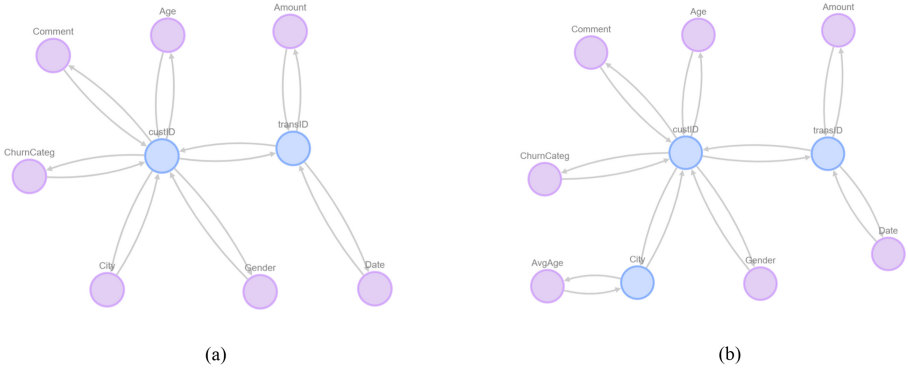 Age
Amount
Comment
custID
transID
ChurnCateg
City
Gender
Date
(a)
Age
Amount
Comment
custID
transID
ChurnCateg
Date
AvgAge
City
Gender
(b)